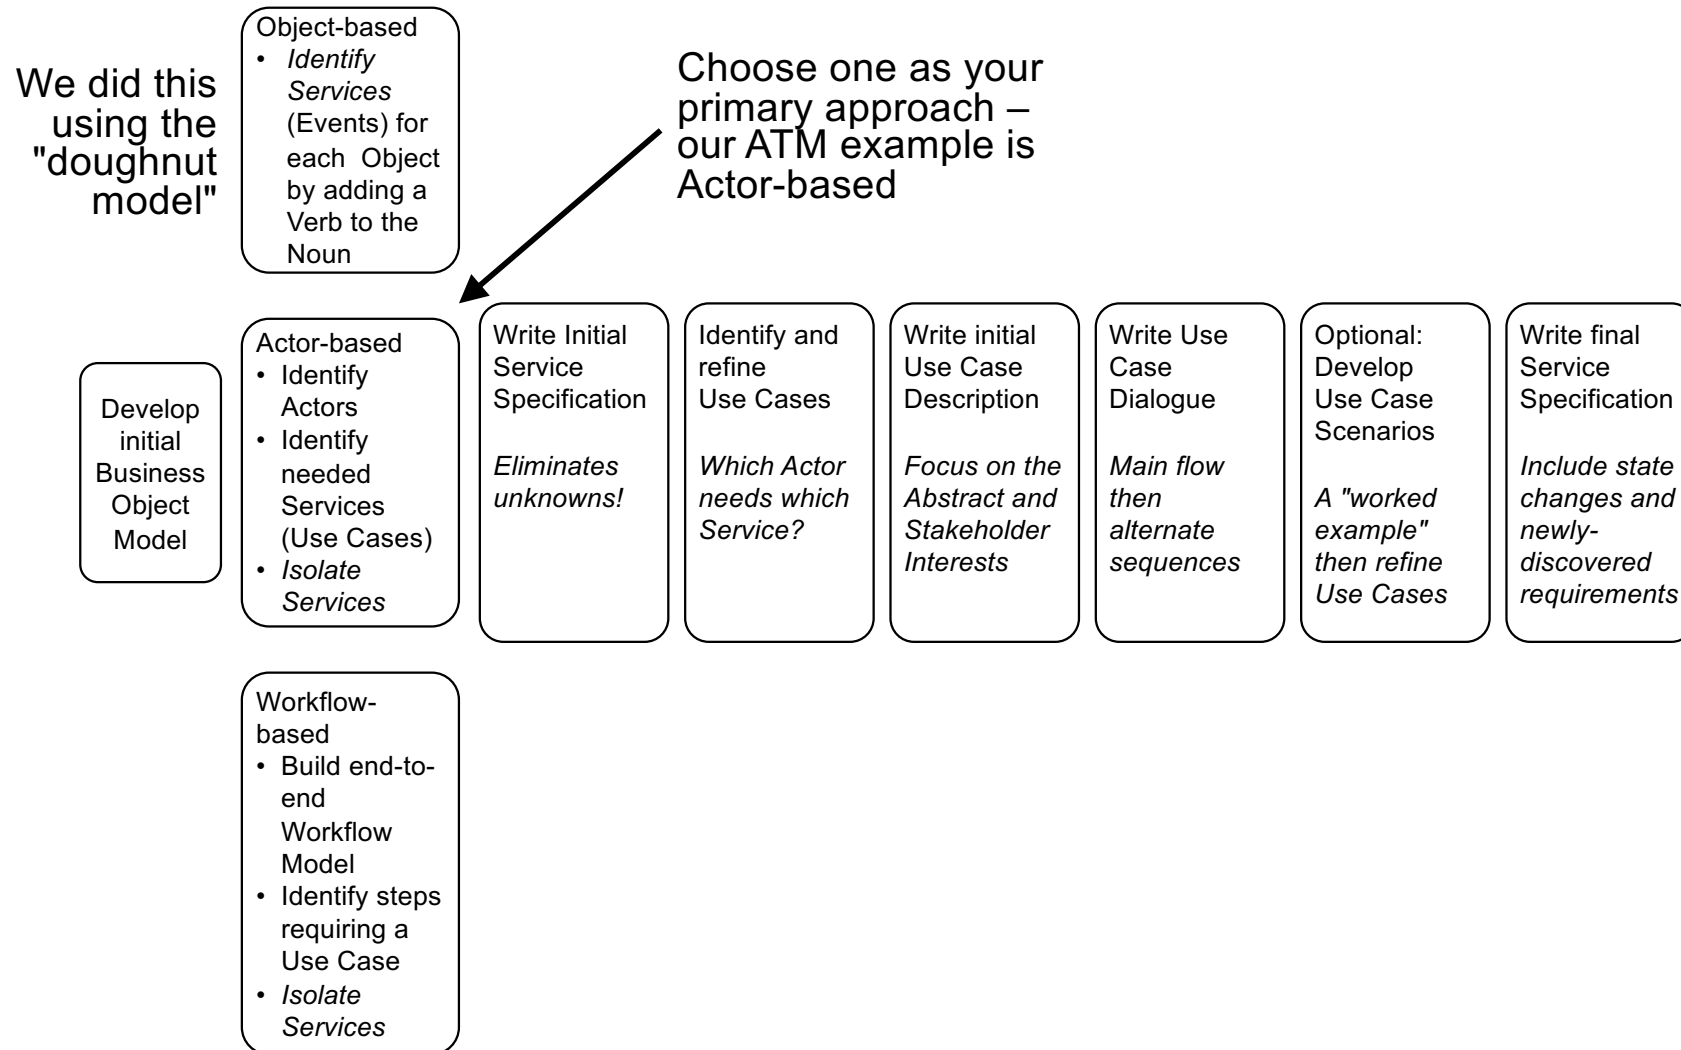 We did this
using the
"doughnut
model"
Object-based
• Identify
Services
(Events) for
each Object
by adding a
Verb to the
Noun
Choose one as your
primary approach –
our ATM example is
Actor-based
Develop
initial
Business
Object
Model
Actor-based
• Identify
Actors
• Identify
needed
Services
(Use Cases)
• Isolate
Services
Write Initial
Service
Specification
Eliminates
unknowns!
Identify and
refine
Use Cases
Which Actor
needs which
Service?
Write initial
Use Case
Description
Focus on the
Abstract and
Stakeholder
Interests
Write Use
Case
Dialogue
Main flow
then
alternate
sequences
Optional:
Develop
Use Case
Scenarios
A "worked
example"
then refine
Use Cases
Write final
Service
Specification
Include state
changes and
newly-
discovered
requirements
Workflow-
based
• Build end-to-
end
Workflow
Model
• Identify steps
requiring a
Use Case
• Isolate
Services